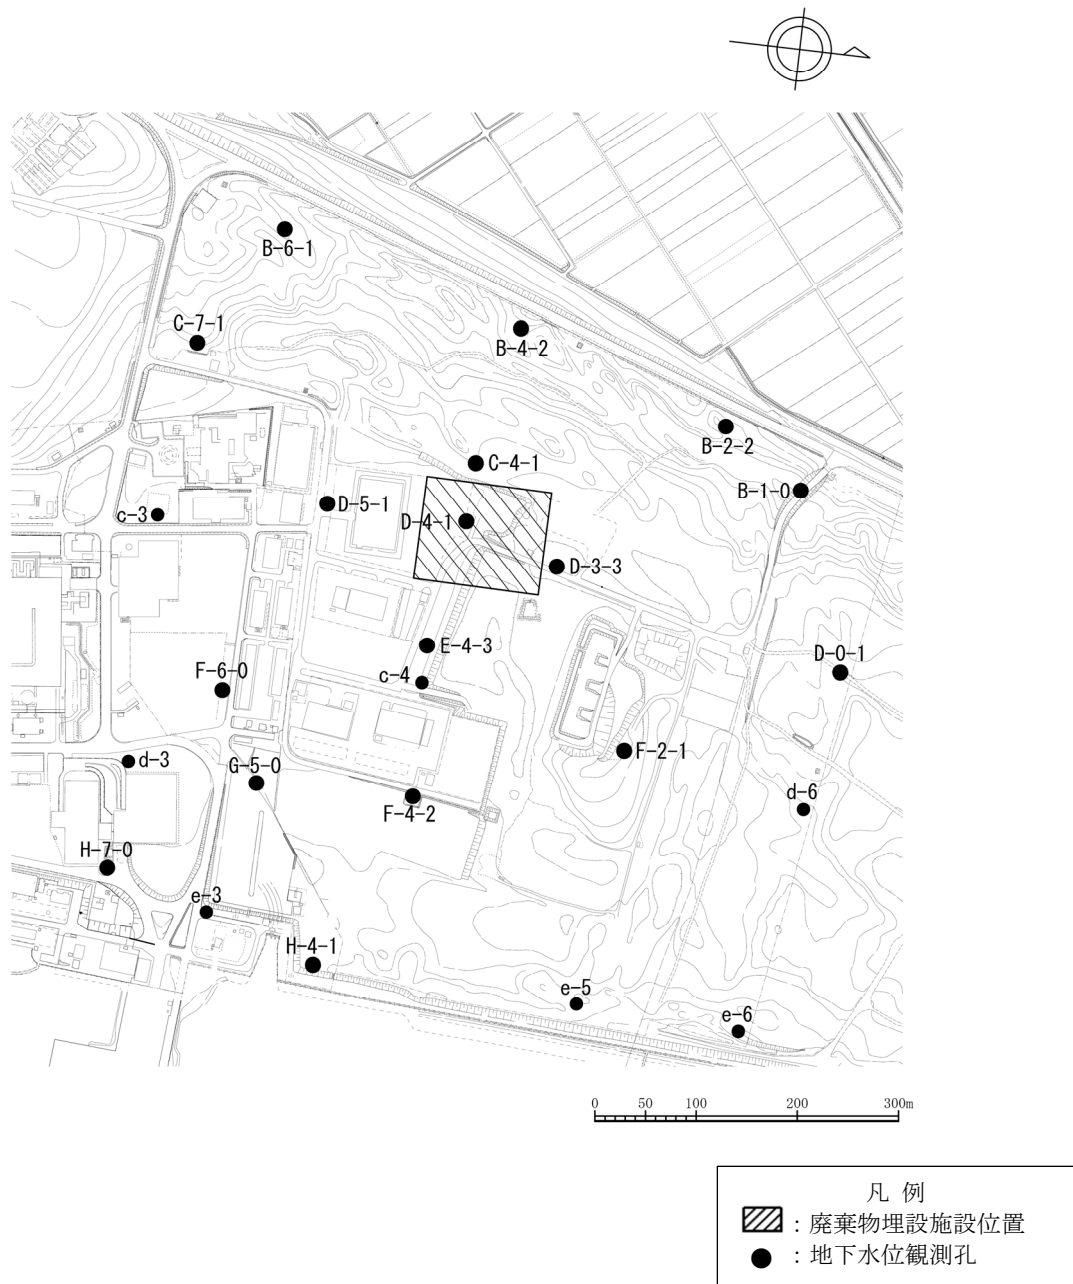 B-6-1
C-7-1
B-4-2
B-2-2
C-4-1
B-1-0
D-5-1
c-3
D-4-1
D-3-3
E-4-3
D-0-1
c-4
F-6-0
F-2-1
d-3
G-5-0
d-6
F-4-2
H-7-0
e-3
H-4-1
e-5
e-6
0 50 100 200 300m
凡 例
：廃棄物埋設施設位置
：地下水位観測孔